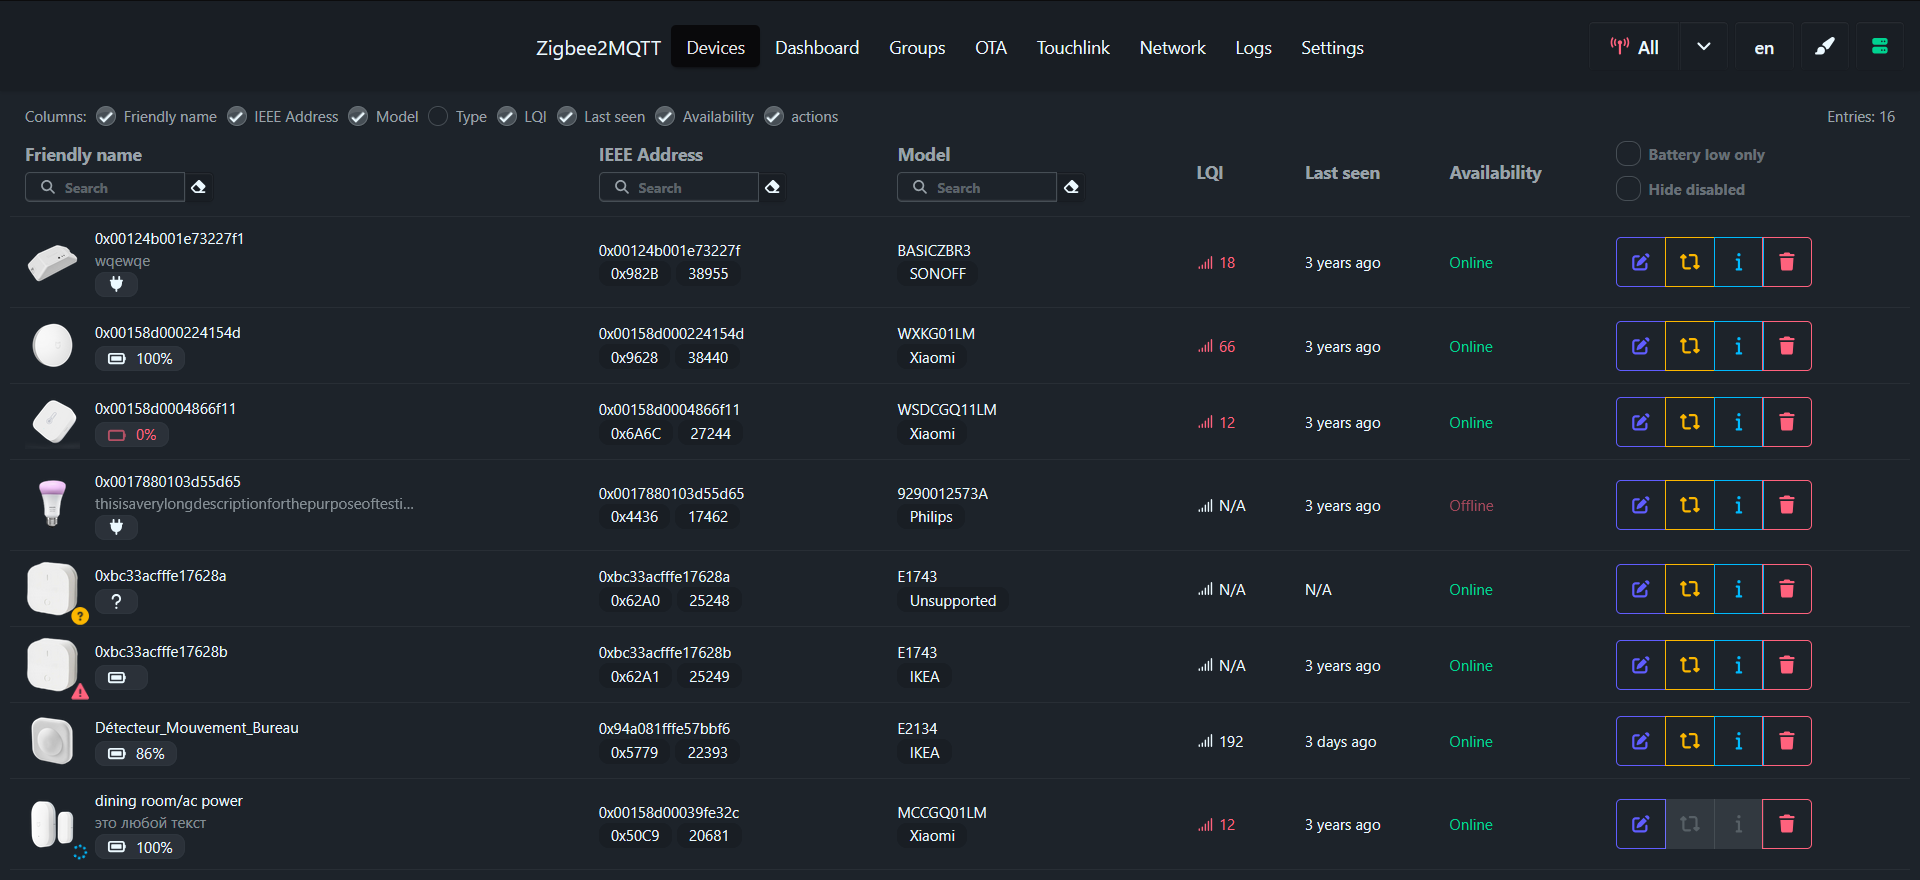 Zigbee2MQTT Devices Dashboard Groups OTA Touchlink Network Logs Settings All en
Columns: Friendly name IEEE Address Model Type LQI Last seen Availability actions Entries: 16
Friendly name IEEE Address Model LQI Last seen Availability Battery low only
Search Search Search Hide disabled
0x00124b001e73227f1
wqewqe
0x00124b001e73227f BASICZBR3
0x982B 38955 SONOFF
18 3 years ago Online
0x00158d000224154d 0x00158d000224154d WXKG01LM
100% 0x9628 38440 Xiaomi
66 3 years ago Online
0x00158d0004866f11 0x00158d0004866f11 WSDCGQ11LM
0% 0x6A6C 27244 Xiaomi
12 3 years ago Online
0x0017880103d55d65
thisisaverylongdescriptionforthepurposeoftesti...
0x0017880103d55d65 9290012573A
0x4436 17462 Philips
N/A 3 years ago Offline
0xbc33acfffe17628a 0xbc33acfffe17628a E1743
? 0x62A0 25248 Unsupported
N/A N/A Online
0xbc33acfffe17628b 0xbc33acfffe17628b E1743
0x62A1 25249 IKEA
N/A 3 years ago Online
Détecteur_Mouvement_Bureau 0x94a081fffe57bbf6 E2134
86% 0x5779 22393 IKEA
192 3 days ago Online
dining room/ac power
это любой текст
100%
0x00158d00039fe32c MCCGQ01LM
0x50C9 20681 Xiaomi
12 3 years ago Online